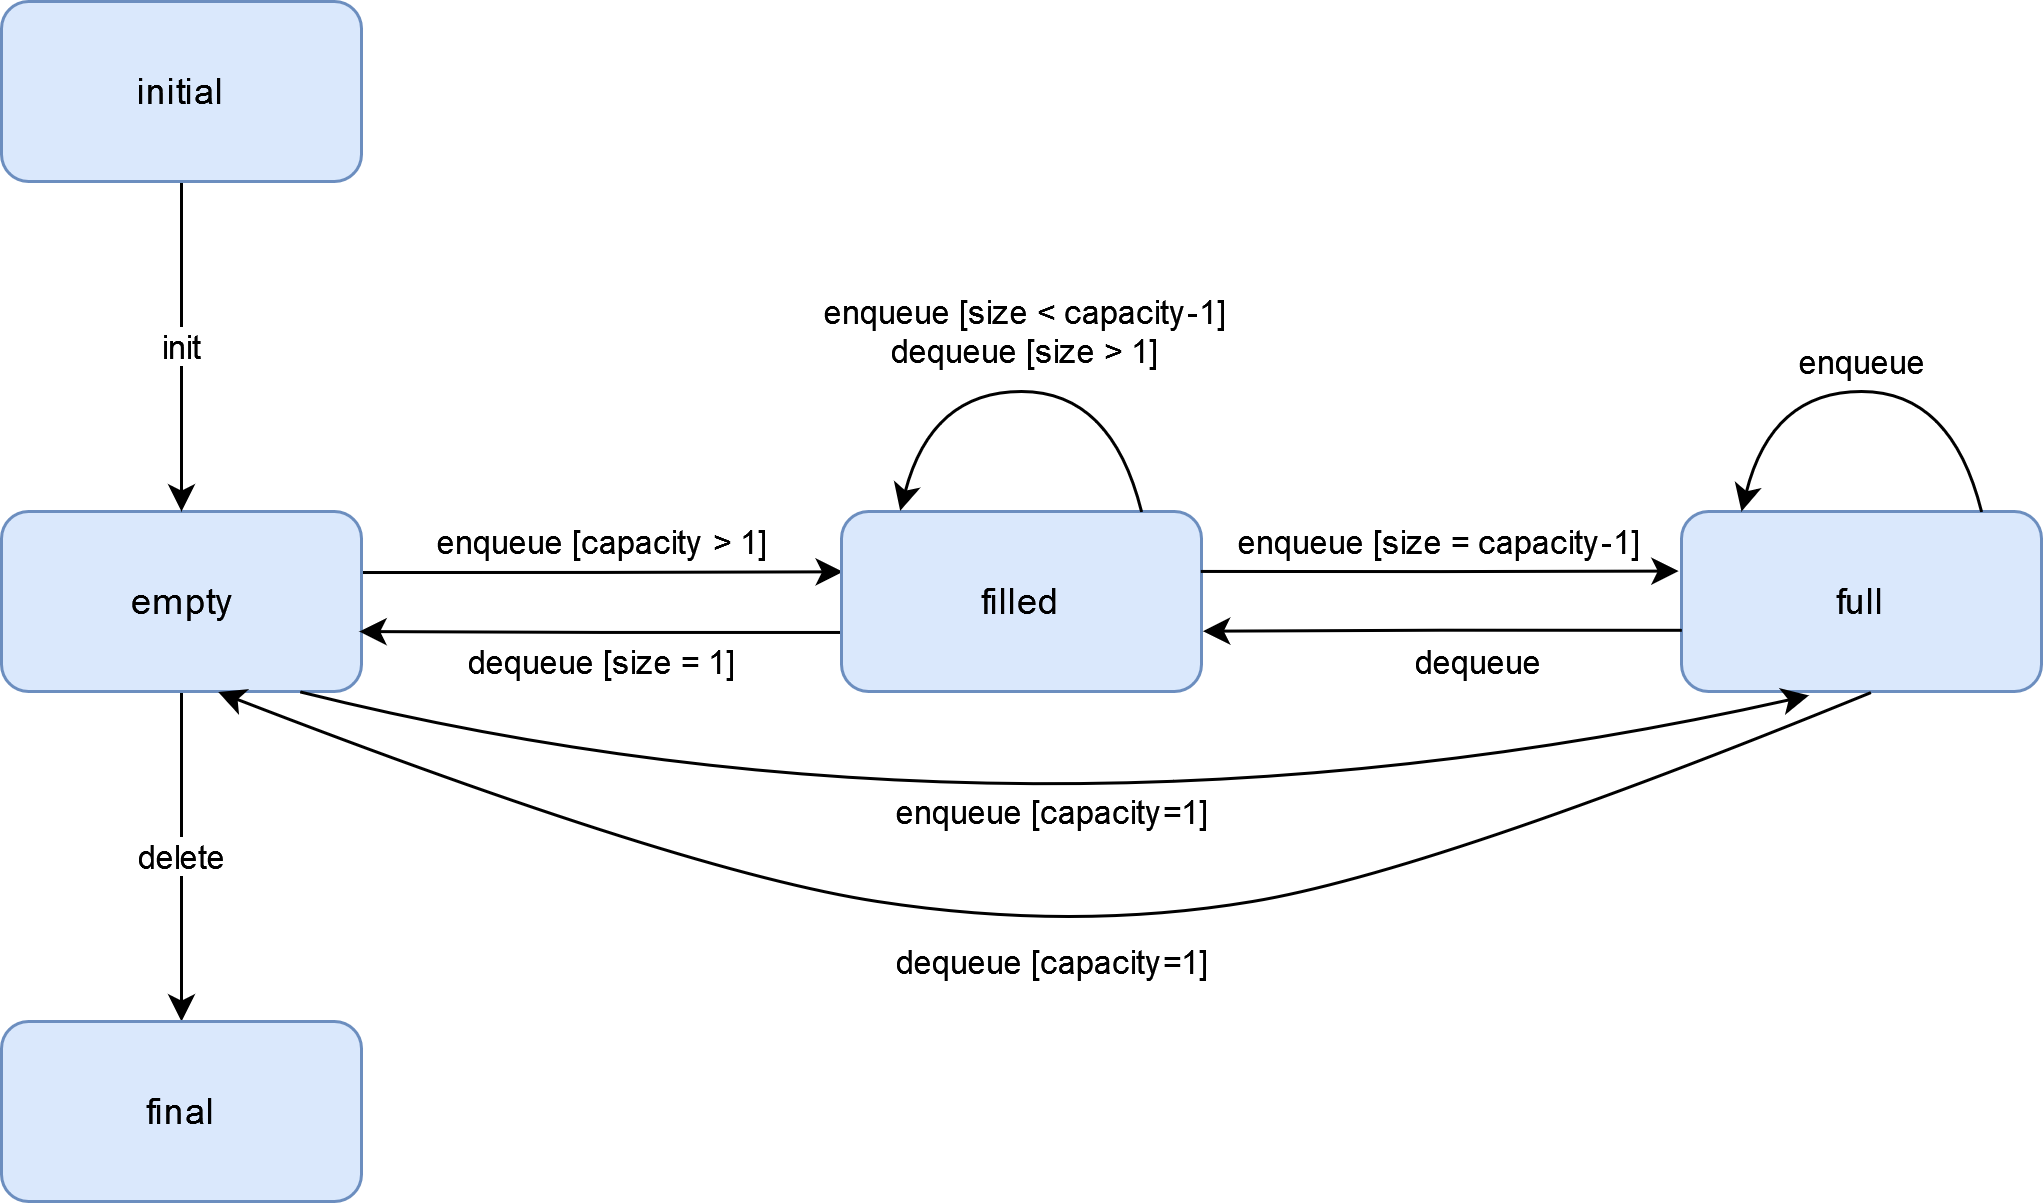 initial
init
enqueue [size < capacity-1]
dequeue [size > 1]
enqueue
enqueue [capacity > 1]
enqueue [size = capacity-1]
empty
filled
full
dequeue [size = 1]
dequeue
enqueue [capacity=1]
delete
dequeue [capacity=1]
final